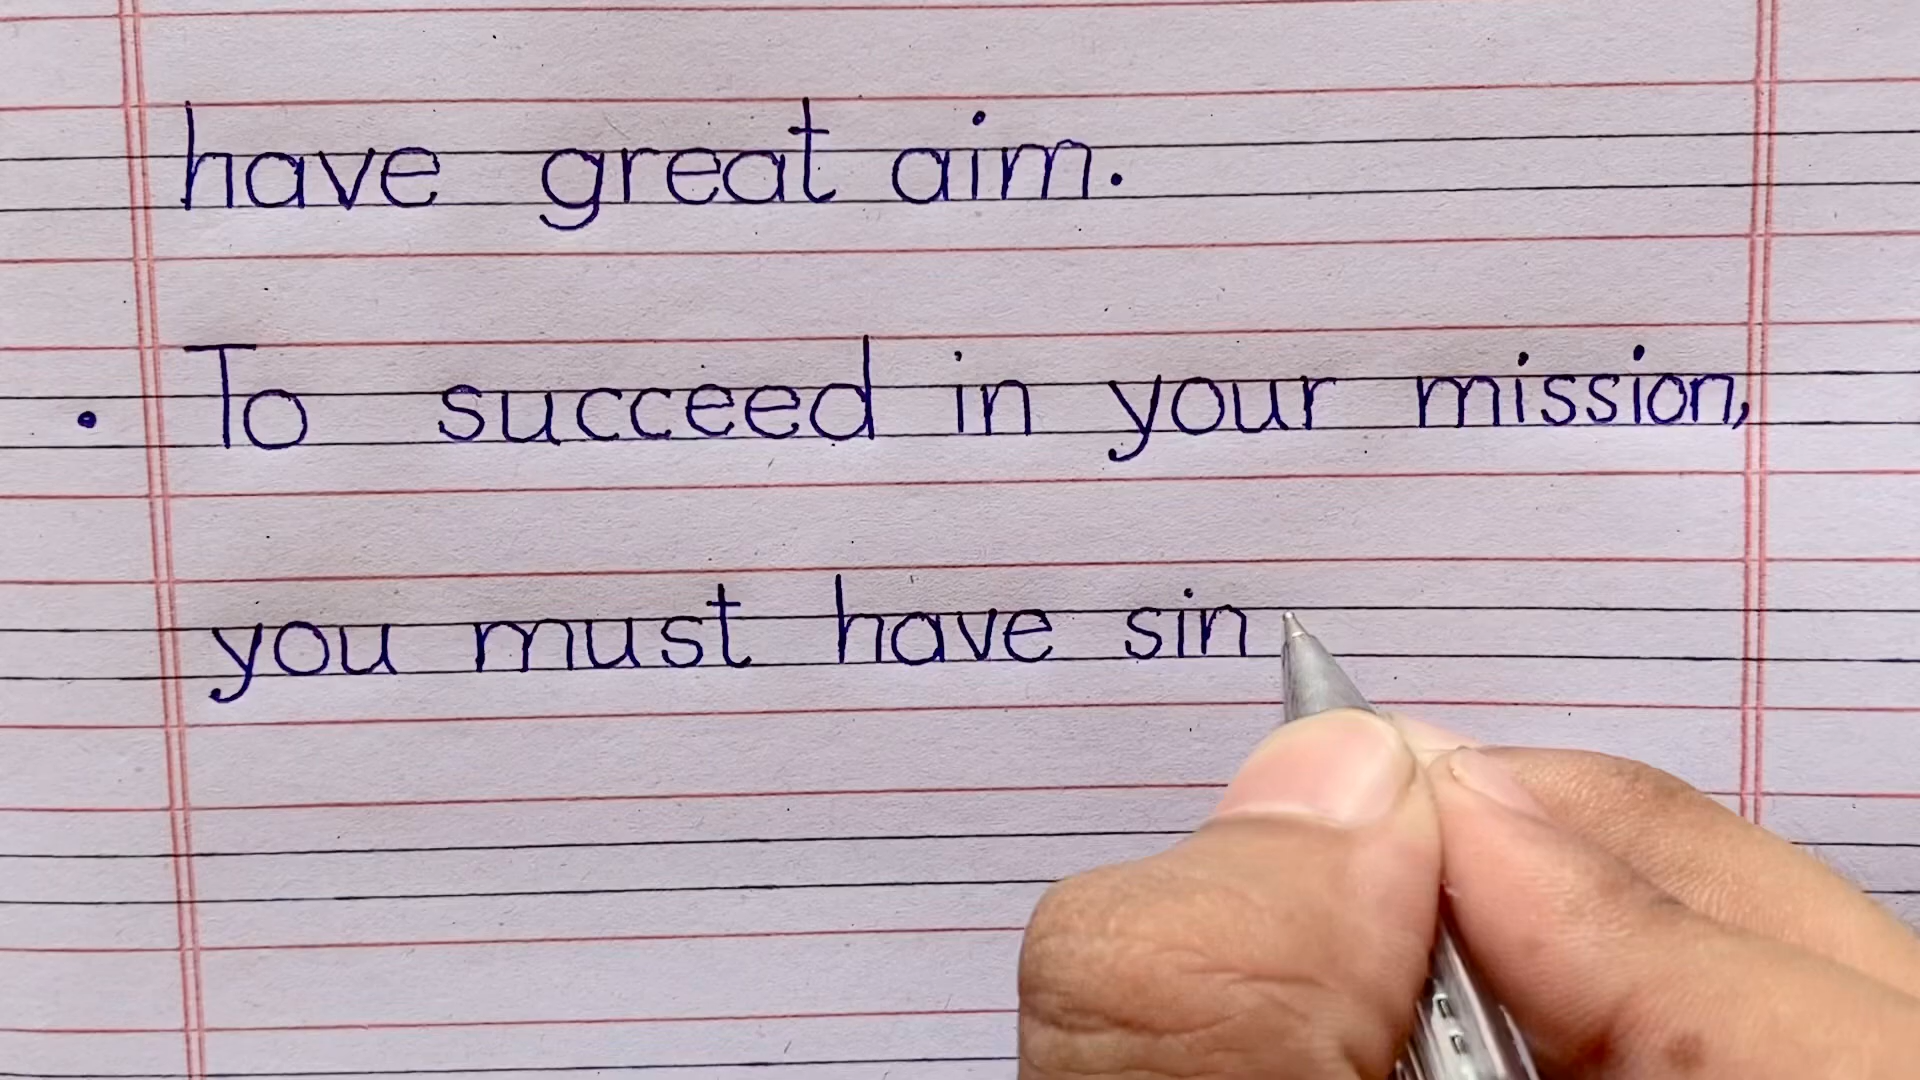 have great aim.
• To succeed in your mission,
you must have sin